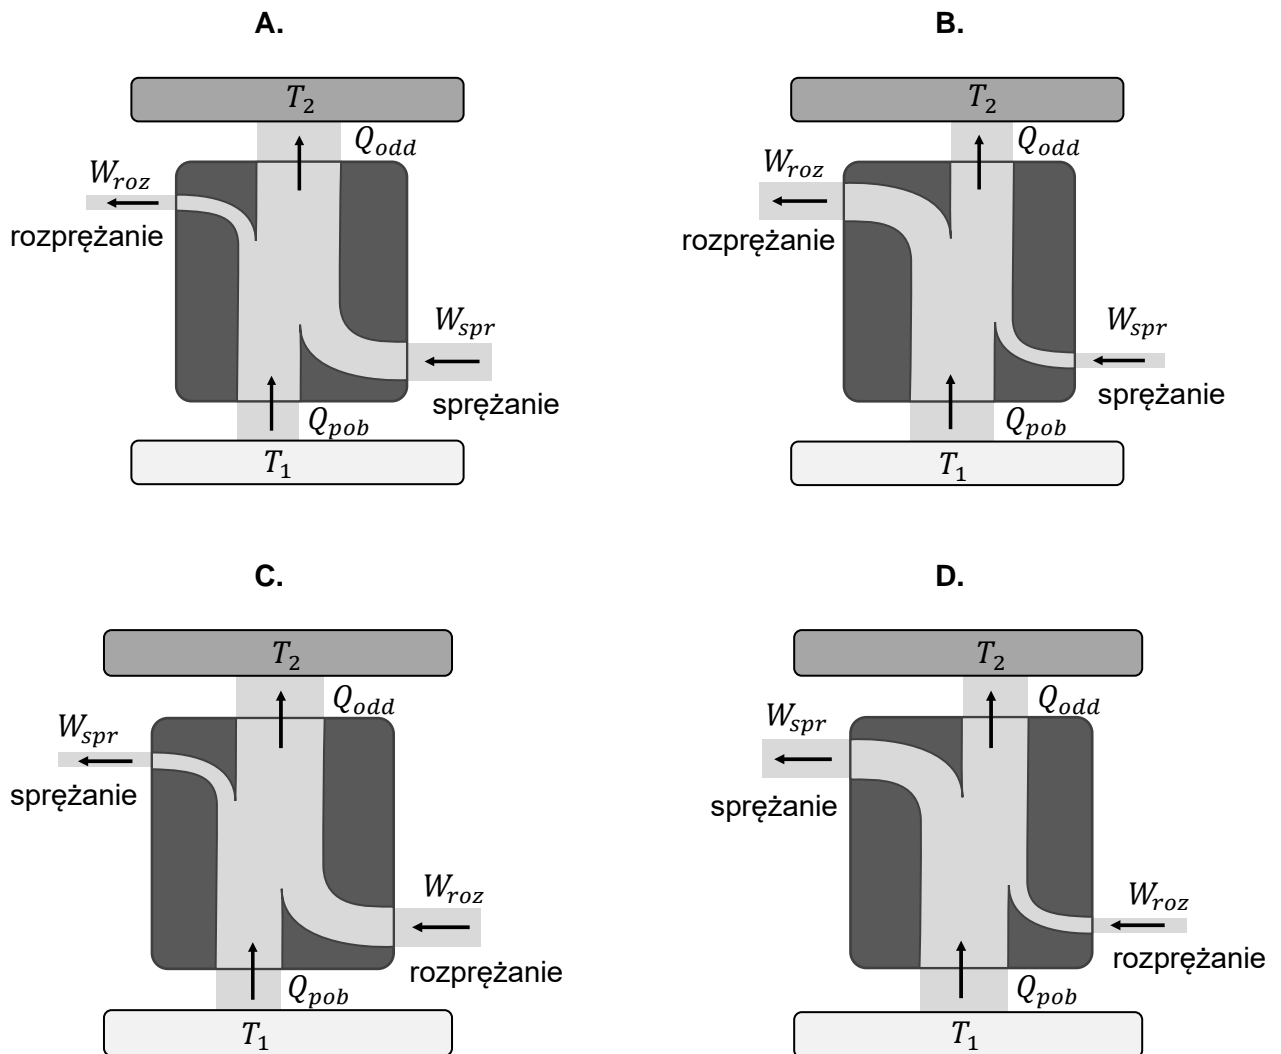 A.
B.
T₂
T₂
Q_odd
Q_odd
W_roz
W_roz
rozprężanie
rozprężanie
W_spr
W_spr
sprężanie
sprężanie
Q_pob
Q_pob
T₁
T₁
C.
D.
T₂
T₂
Q_odd
Q_odd
W_spr
W_spr
sprężanie
sprężanie
W_roz
W_roz
rozprężanie
rozprężanie
Q_pob
Q_pob
T₁
T₁